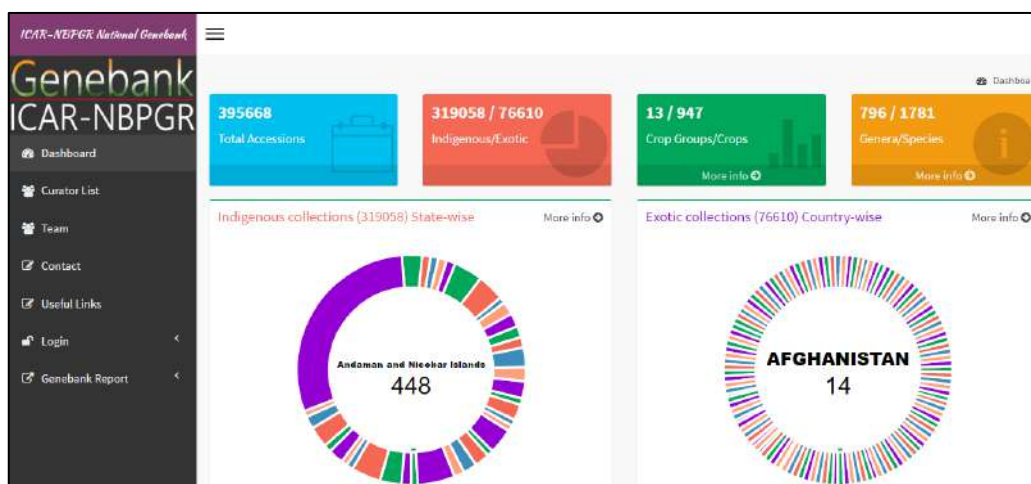 ICAR-NBPGR National Genebank
Genebank
ICAR-NBPGR
Dashboard
Curator List
Team
Contact
Useful Links
Login
Genebank Report
Dashboa
395668
Total Accessions
319058 / 76610
Indigenous/Exotic
13 / 947
Crop Groups/Crops
More info
796 / 1781
Genera/Species
More info
Indigenous collections (319058) State-wise
More info
Andaman and Nicobar Islands
448
Exotic collections (76610) Country-wise
More info
AFGHANISTAN
14